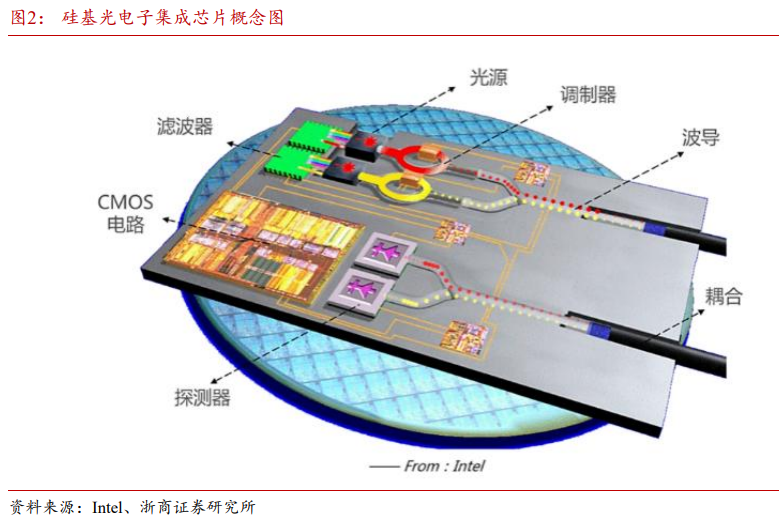 图2： 硅基光电子集成芯片概念图
光源
调制器
滤波器
波导
CMOS
电路
耦合
探测器
—— From : Intel
资料来源：Intel、浙商证券研究所